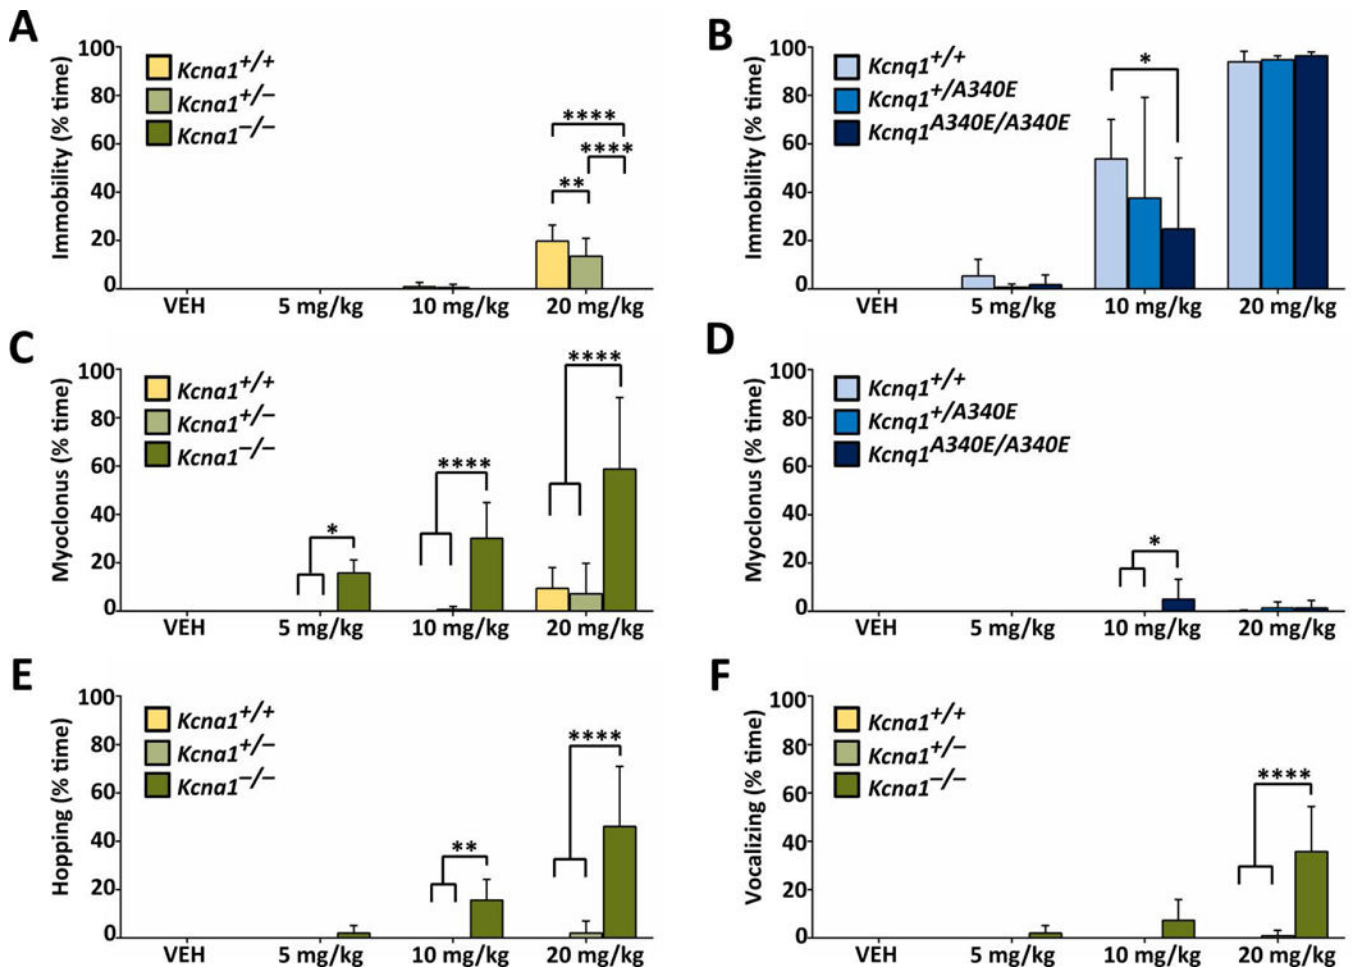 A
Immobility (% time)
100
80
60
40
20
0
Kcna1+/+
Kcna1+/−
Kcna1−/−
****
****
**
VEH 5 mg/kg 10 mg/kg 20 mg/kg
B
Immobility (% time)
100
80
60
40
20
0
Kcnq1+/+
Kcnq1+/A340E
Kcnq1A340E/A340E
*
VEH 5 mg/kg 10 mg/kg 20 mg/kg
C
Myoclonus (% time)
100
80
60
40
20
0
Kcna1+/+
Kcna1+/−
Kcna1−/−
*
****
****
VEH 5 mg/kg 10 mg/kg 20 mg/kg
D
Myoclonus (% time)
100
80
60
40
20
0
Kcnq1+/+
Kcnq1+/A340E
Kcnq1A340E/A340E
*
VEH 5 mg/kg 10 mg/kg 20 mg/kg
E
Hopping (% time)
100
80
60
40
20
0
Kcna1+/+
Kcna1+/−
Kcna1−/−
**
****
VEH 5 mg/kg 10 mg/kg 20 mg/kg
F
Vocalizing (% time)
100
80
60
40
20
0
Kcna1+/+
Kcna1+/−
Kcna1−/−
****
VEH 5 mg/kg 10 mg/kg 20 mg/kg